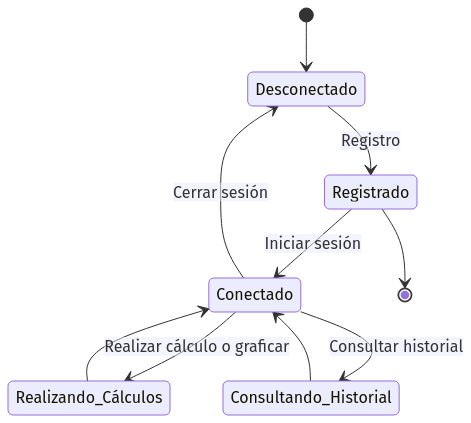 Desconectado
Registro
Registrado
Cerrar sesión
Iniciar sesión
Conectado
Realizar cálculo o graficar
Consultar historial
Realizando_Cálculos
Consultando_Historial